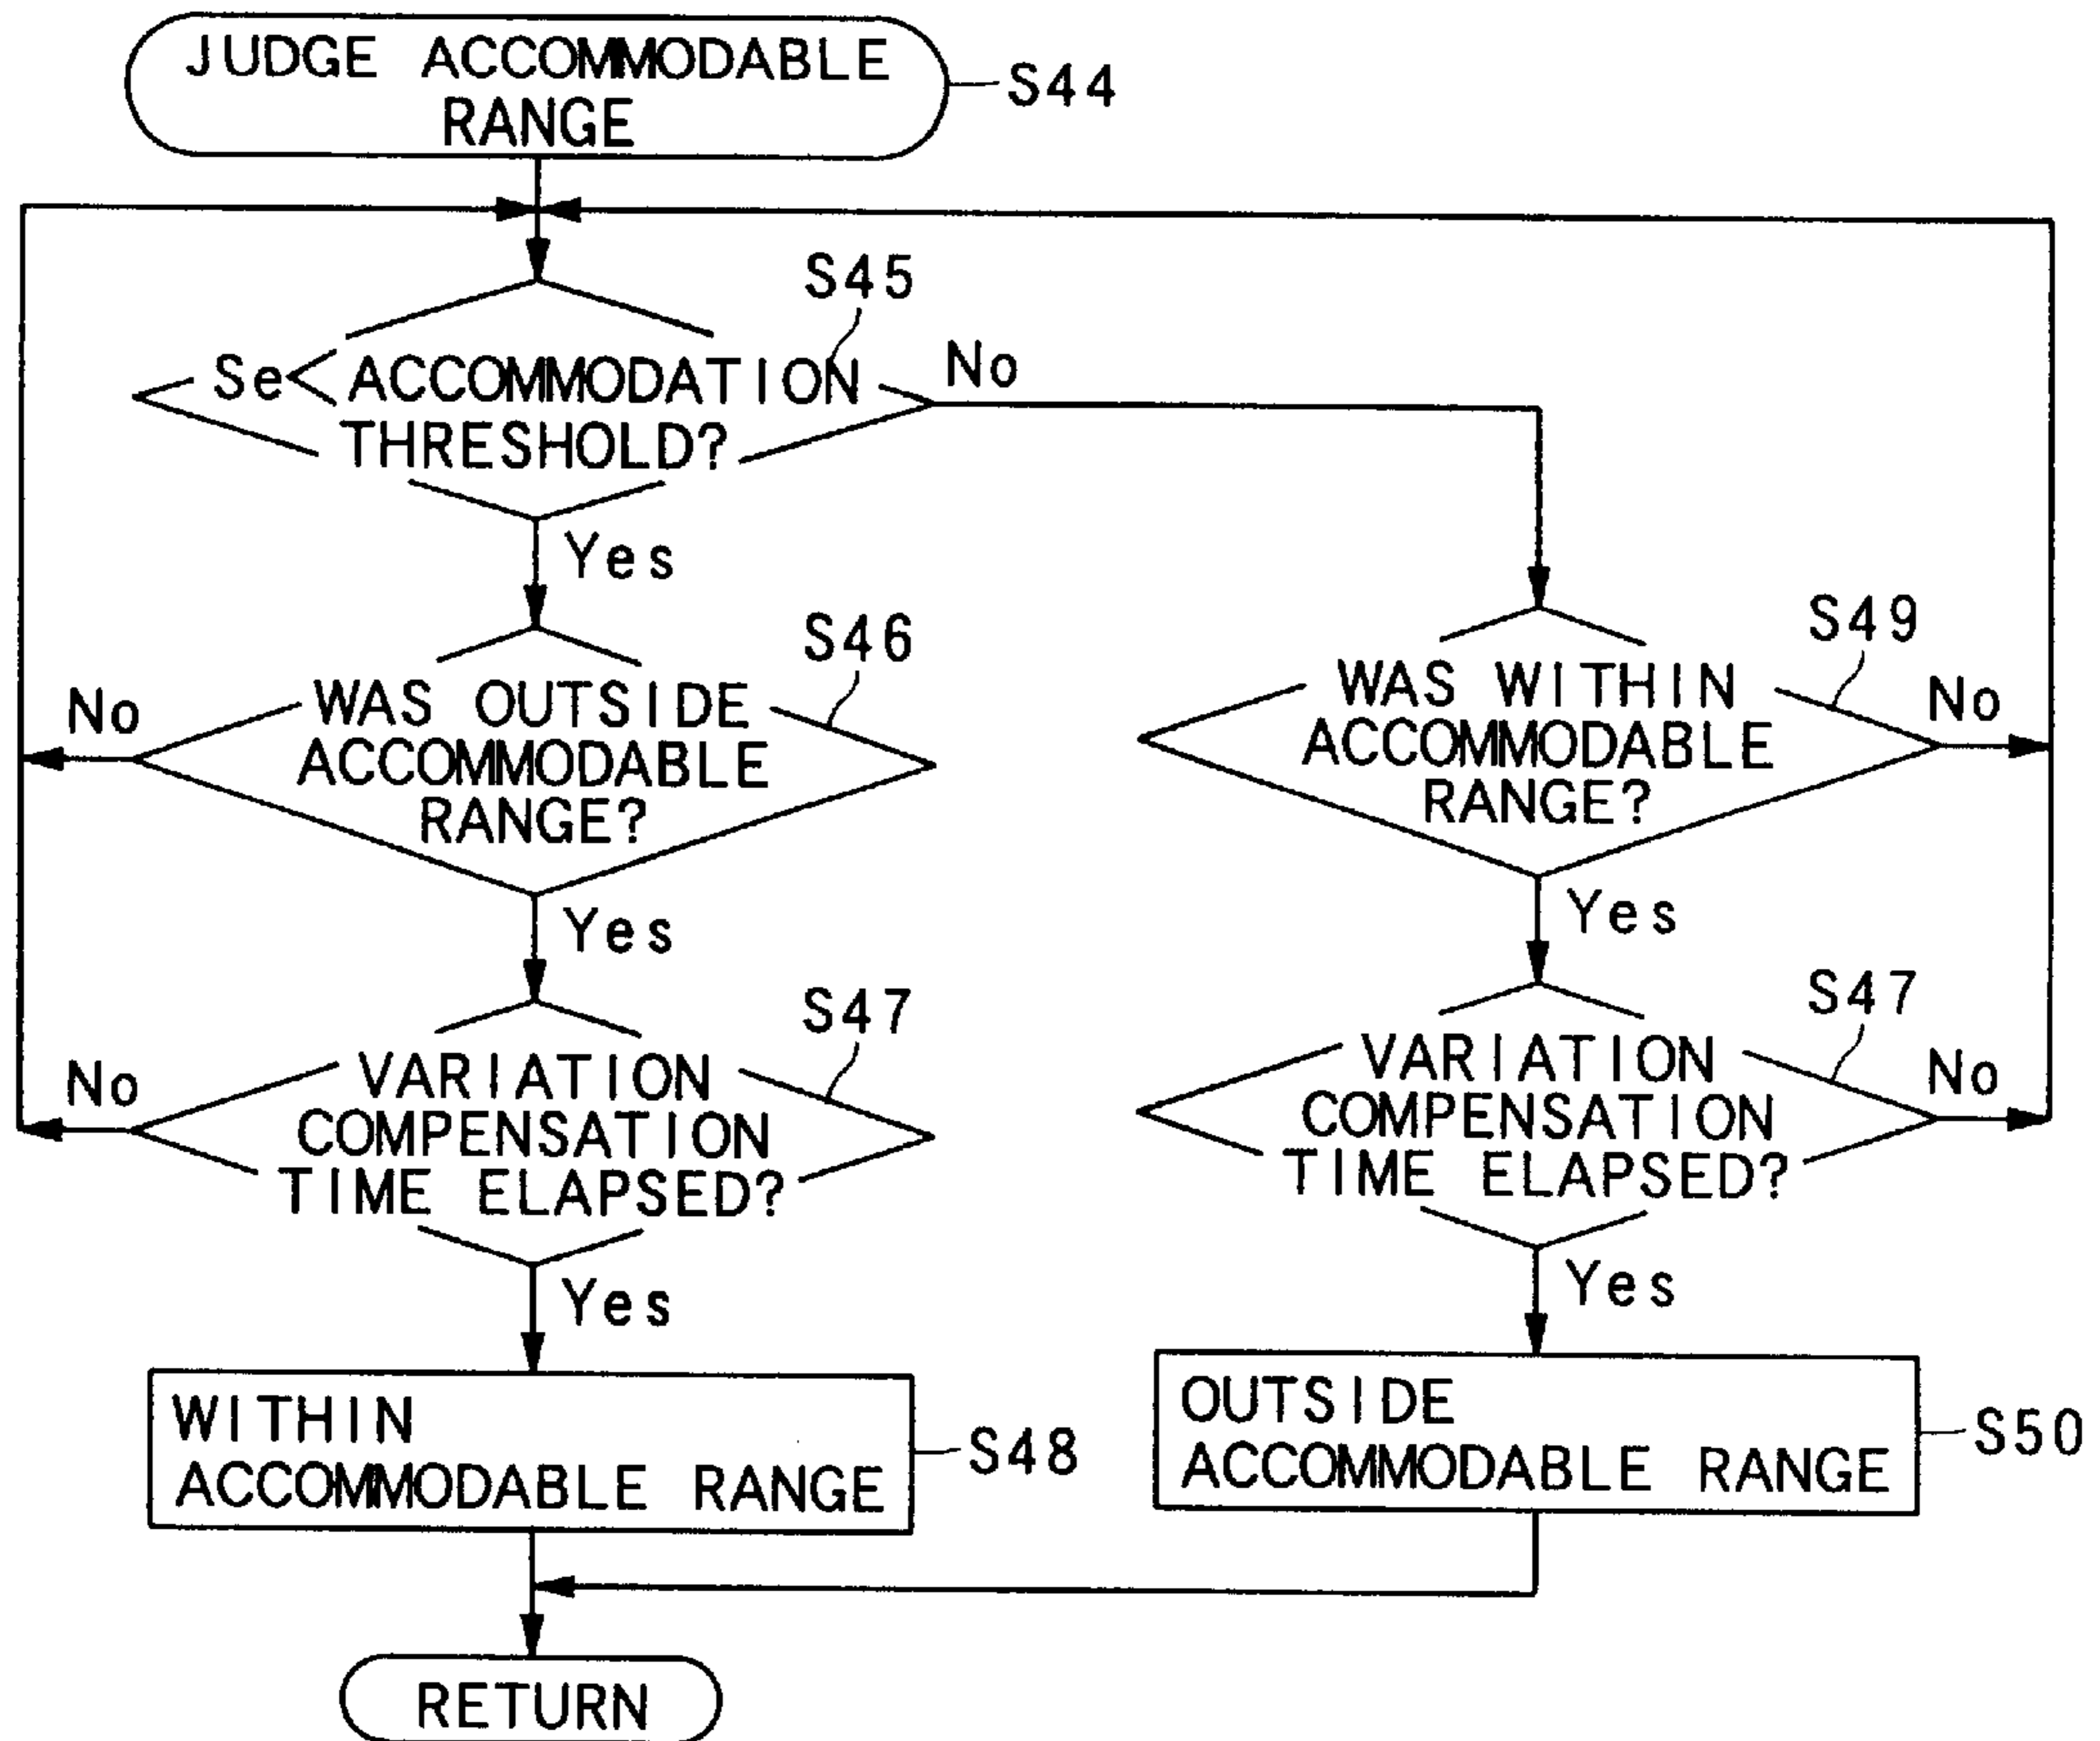 JUDGE ACCOMMODABLE
RANGE
S44
S45
Se< ACCOMMODATION
THRESHOLD?
No
Yes
S46
WAS OUTSIDE
ACCOMMODABLE
RANGE?
No
Yes
S49
WAS WITHIN
ACCOMMODABLE
RANGE?
No
Yes
S47
VARIATION
COMPENSATION
TIME ELAPSED?
No
Yes
S47
VARIATION
COMPENSATION
TIME ELAPSED?
No
Yes
WITHIN
ACCOMMODABLE RANGE
S48
OUTSIDE
ACCOMMODABLE RANGE
S50
RETURN